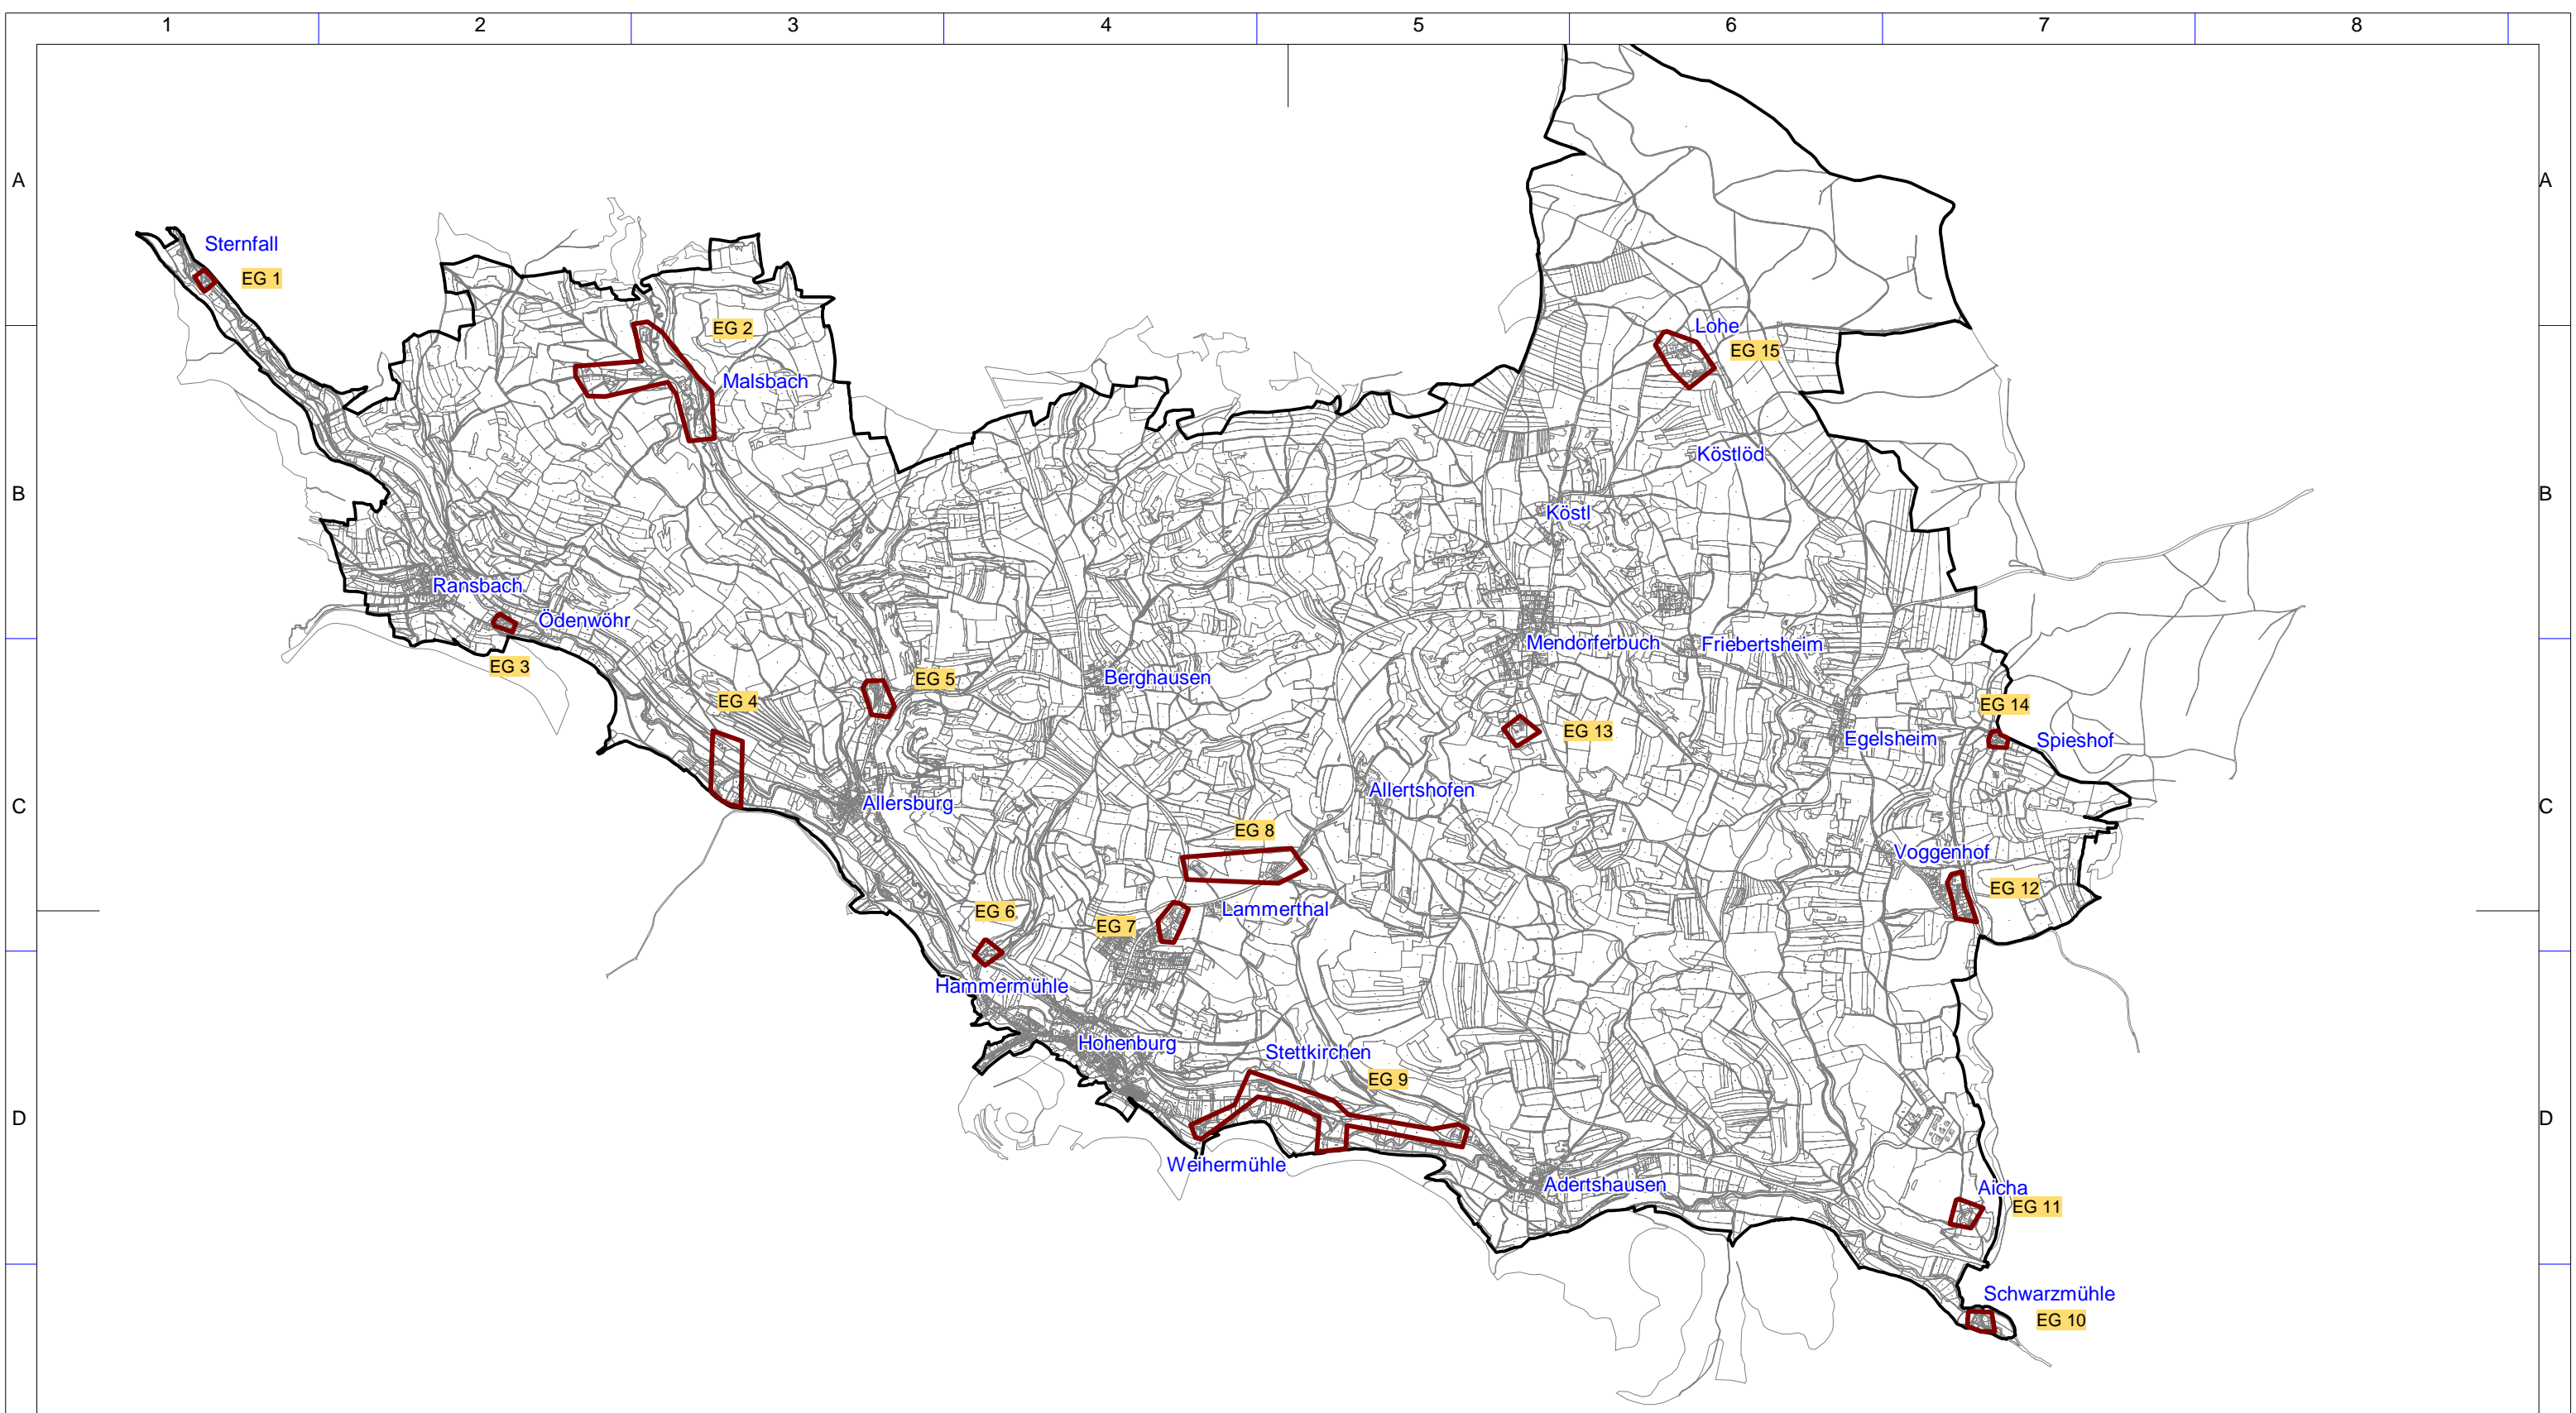 1 2 3 4 5 6 7 8
A A
Sternfall
EG 1
EG 2
Lohe
EG 15
Malsbach
Köstlöd
B B
Köstl
Ransbach
Ödenwöhr
Mendorferbuch
Friebertsheim
EG 3
EG 5
Berghausen
EG 4
EG 14
EG 13
Egelsheim
Spieshof
Allertshofen
Allersburg
C C
EG 8
Voggenhof
EG 12
EG 6
Lammerthal
EG 7
Hammermühle
Hohenburg
Stettkirchen
EG 9
D D
Weihermühle
Adertshausen
Aicha
EG 11
Schwarzmühle
EG 10